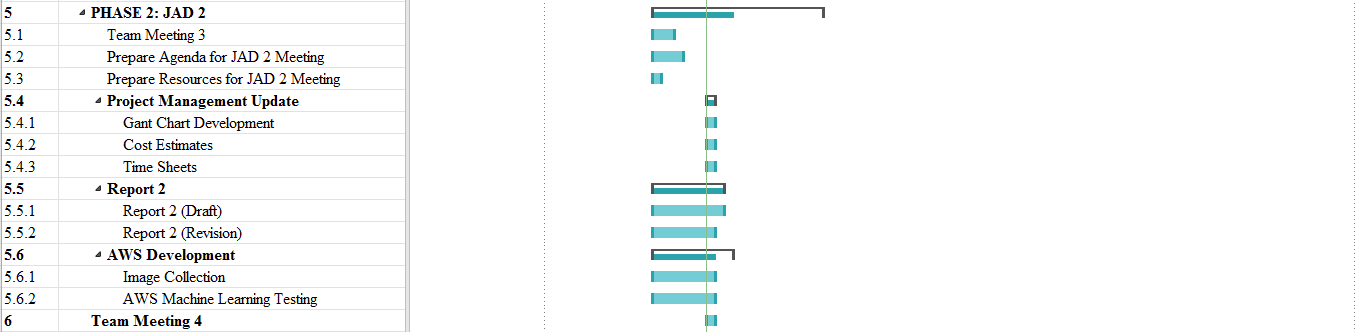 5 PHASE 2: JAD 2
5.1 Team Meeting 3
5.2 Prepare Agenda for JAD 2 Meeting
5.3 Prepare Resources for JAD 2 Meeting
5.4 Project Management Update
5.4.1 Gant Chart Development
5.4.2 Cost Estimates
5.4.3 Time Sheets
5.5 Report 2
5.5.1 Report 2 (Draft)
5.5.2 Report 2 (Revision)
5.6 AWS Development
5.6.1 Image Collection
5.6.2 AWS Machine Learning Testing
6 Team Meeting 4